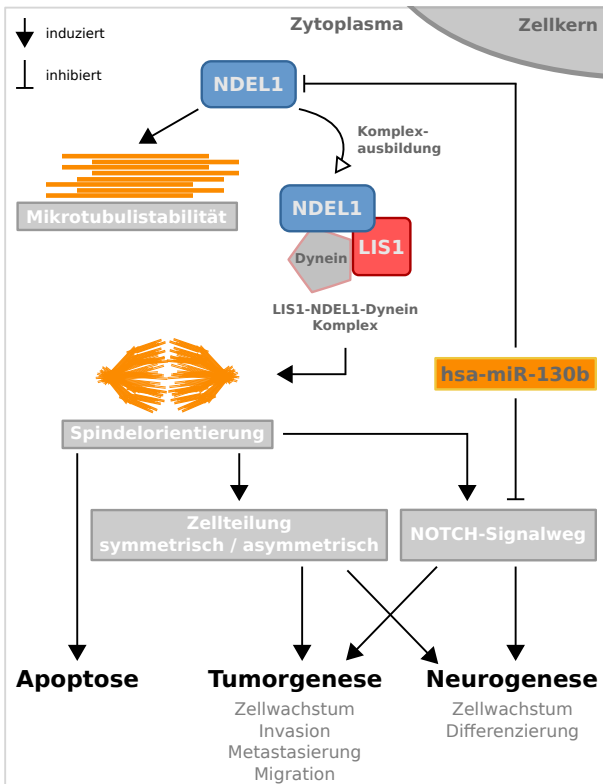 Zytoplasma
Zellkern
induziert
inhibiert
NDEL1
Komplex-
ausbildung
Mikrotubulistabilität
NDEL1
LIS1
Dynein
LIS1-NDEL1-Dynein
Komplex
hsa-miR-130b
Spindelorientierung
Zellteilung
symmetrisch / asymmetrisch
NOTCH-Signalweg
Apoptose
Tumorgenese
Zellwachstum
Invasion
Metastasierung
Migration
Neurogenese
Zellwachstum
Differenzierung